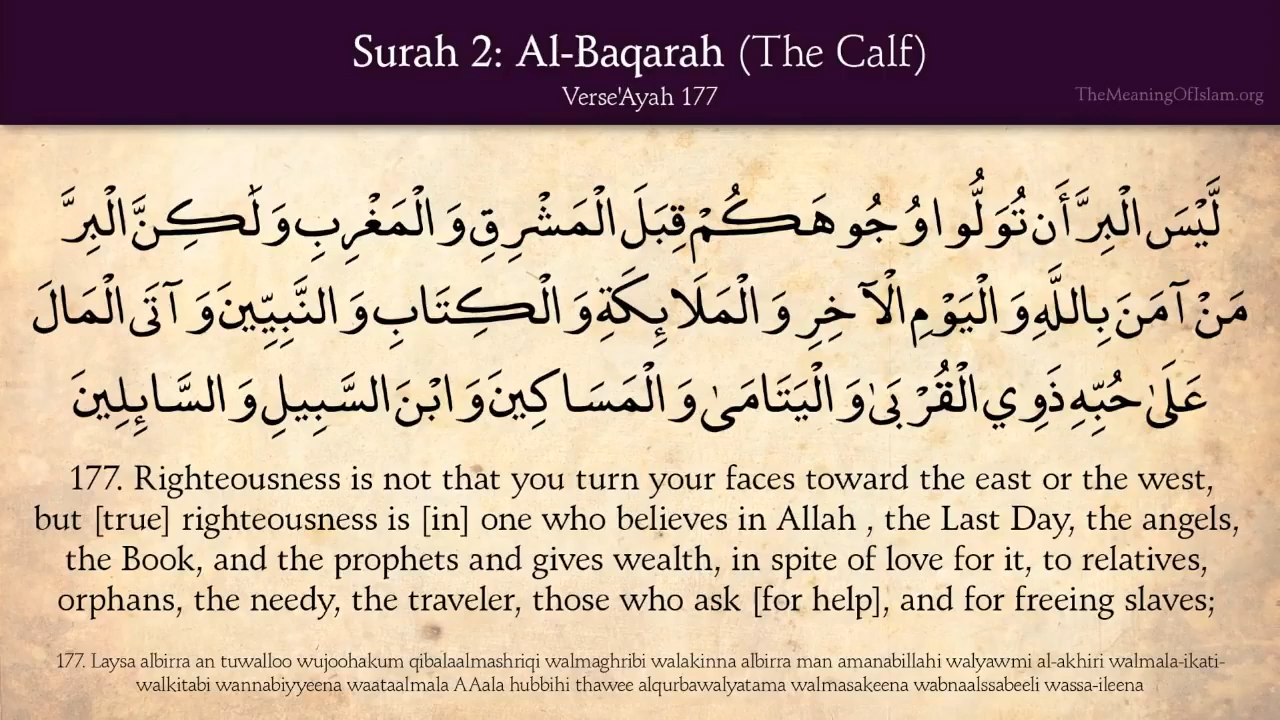 Surah 2: Al-Baqarah (The Calf)
Verse'Ayah 177
TheMeaningOfIslam.org
لَّيْسَ الْبِرَّ أَن تُوَلُّوا وُجُوهَكُمْ قِبَلَ الْمَشْرِقِ وَالْمَغْرِبِ وَلَٰكِنَّ الْبِرَّ
مَنْ آمَنَ بِاللَّهِ وَالْيَوْمِ الْآخِرِ وَالْمَلَائِكَةِ وَالْكِتَابِ وَالنَّبِيِّينَ وَآتَى الْمَالَ
عَلَىٰ حُبِّهِ ذَوِي الْقُرْبَىٰ وَالْيَتَامَىٰ وَالْمَسَاكِينَ وَابْنَ السَّبِيلِ وَالسَّائِلِينَ
177. Righteousness is not that you turn your faces toward the east or the west,
but [true] righteousness is [in] one who believes in Allah , the Last Day, the angels,
the Book, and the prophets and gives wealth, in spite of love for it, to relatives,
orphans, the needy, the traveler, those who ask [for help], and for freeing slaves;
177. Laysa albirra an tuwalloo wujoohakum qibalaalmashriqi walmaghribi walakinna albirra man amanabillahi walyawmi al-akhiri walmala-ikati-
walkitabi wannabiyyeena waataalmala AAala hubbihi thawee alqurbawalyatama walmasakeena wabnaalssabeeli wassa-ileena